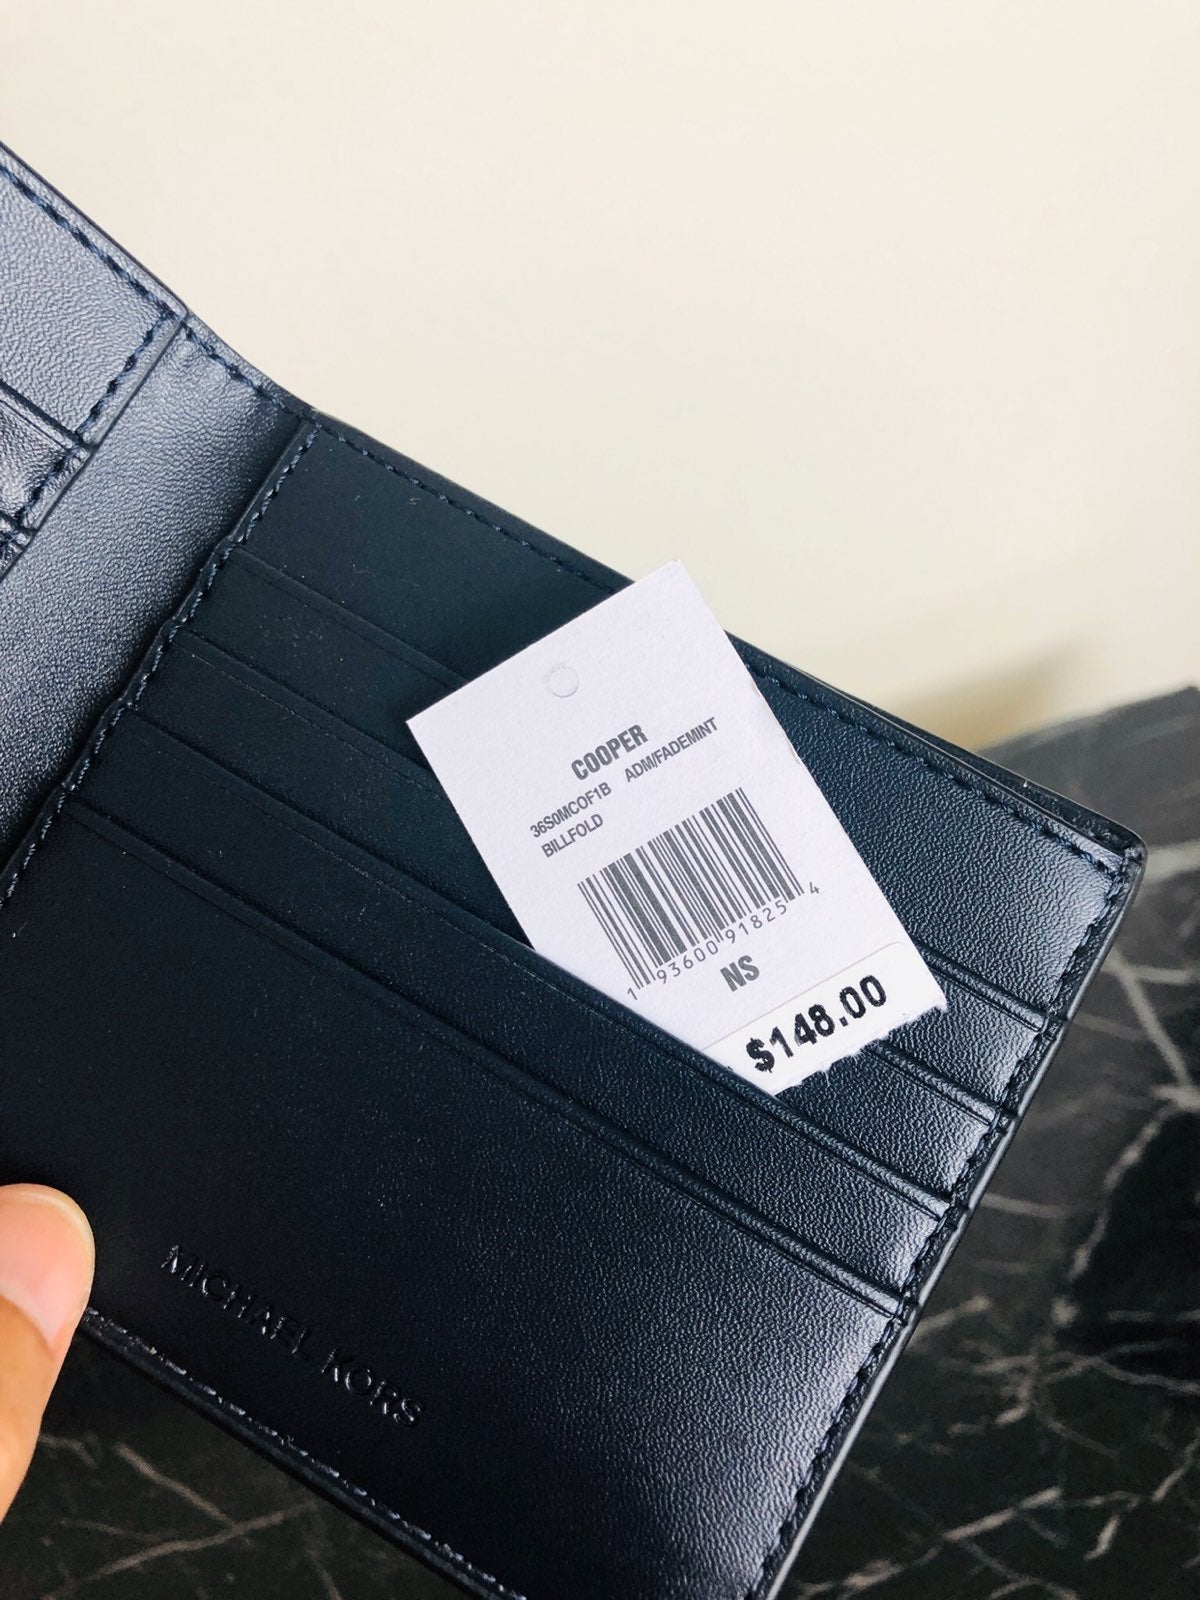 COOPER
36S0MCOF1B ADM/FADEMINT
BILLFOLD
1 93600 91825 4
NS
$148.00
MICHAEL KORS